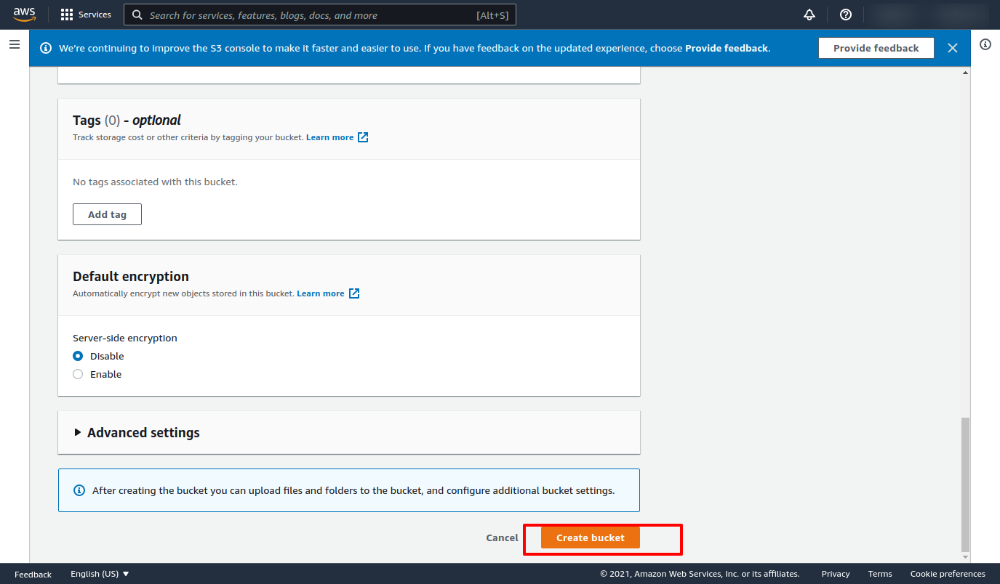 aws
Services
Search for services, features, blogs, docs, and more
[Alt+S]
We're continuing to improve the S3 console to make it faster and easier to use. If you have feedback on the updated experience, choose Provide feedback.
Provide feedback
Tags (0) - optional
Track storage cost or other criteria by tagging your bucket. Learn more
No tags associated with this bucket.
Add tag
Default encryption
Automatically encrypt new objects stored in this bucket. Learn more
Server-side encryption
Disable
Enable
Advanced settings
After creating the bucket you can upload files and folders to the bucket, and configure additional bucket settings.
Cancel
Create bucket
Feedback
English (US)
© 2021, Amazon Web Services, Inc. or its affiliates.
Privacy
Terms
Cookie preferences